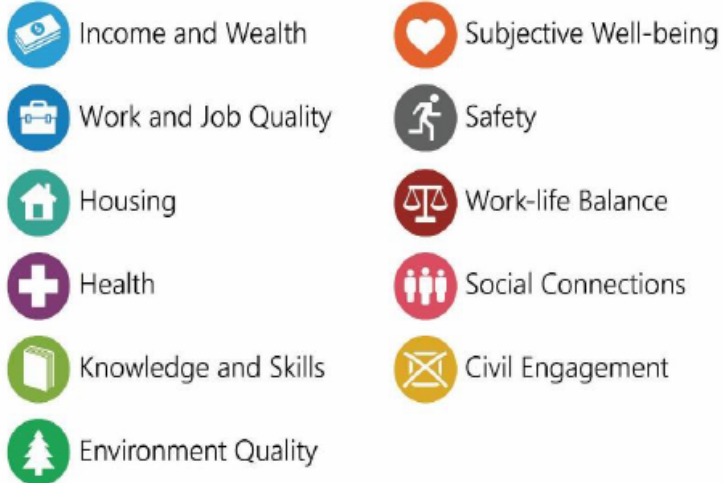 Income and Wealth
Work and Job Quality
Housing
Health
Knowledge and Skills
Environment Quality
Subjective Well-being
Safety
Work-life Balance
Social Connections
Civil Engagement